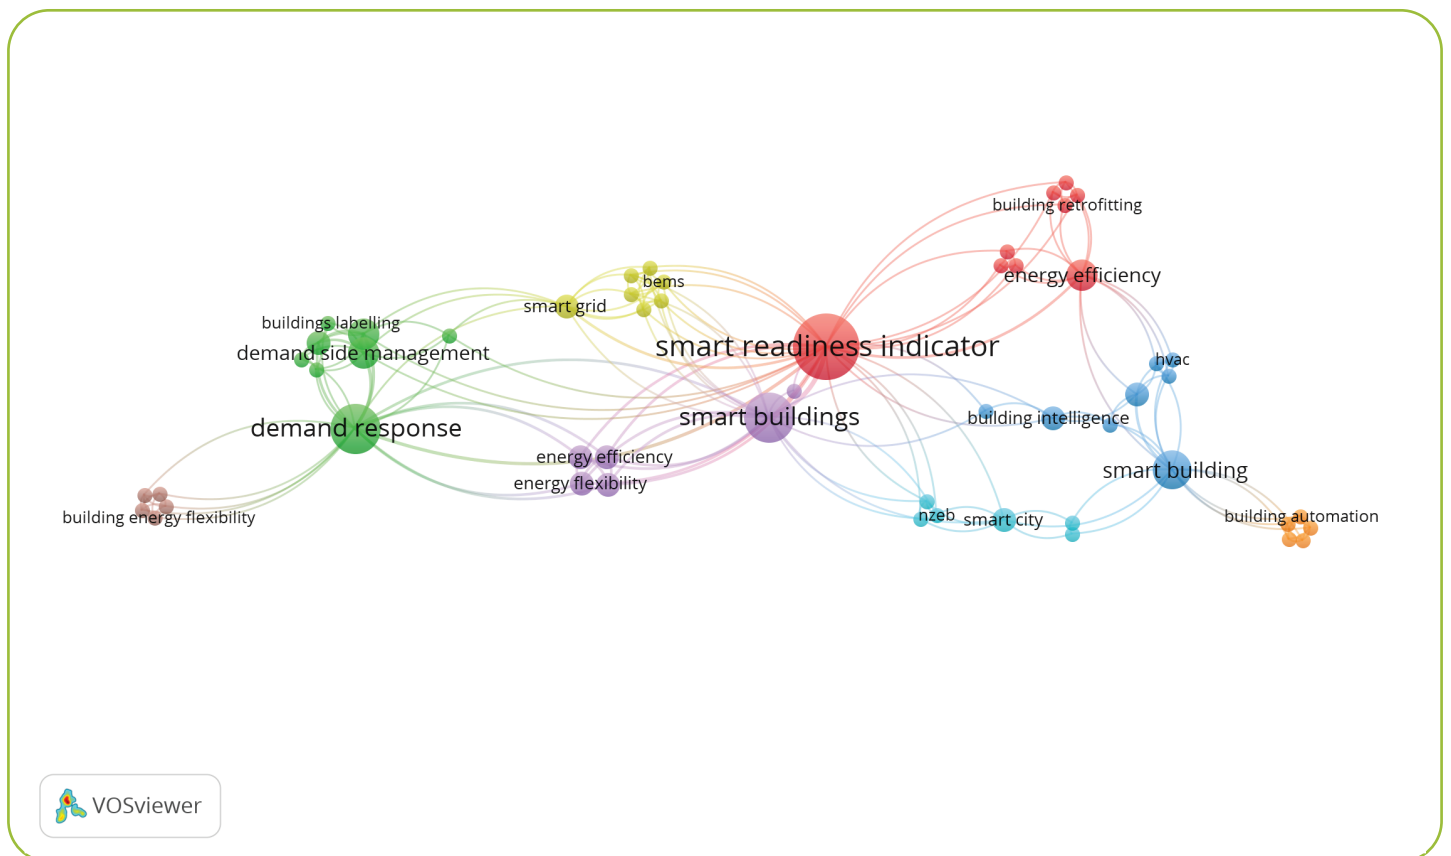 building retrofitting
energy efficiency
bems
smart grid
buildings labelling
demand side management
smart readiness indicator
hvac
smart buildings
building intelligence
demand response
energy efficiency
energy flexibility
smart building
building energy flexibility
nzeb
smart city
building automation
VOSviewer